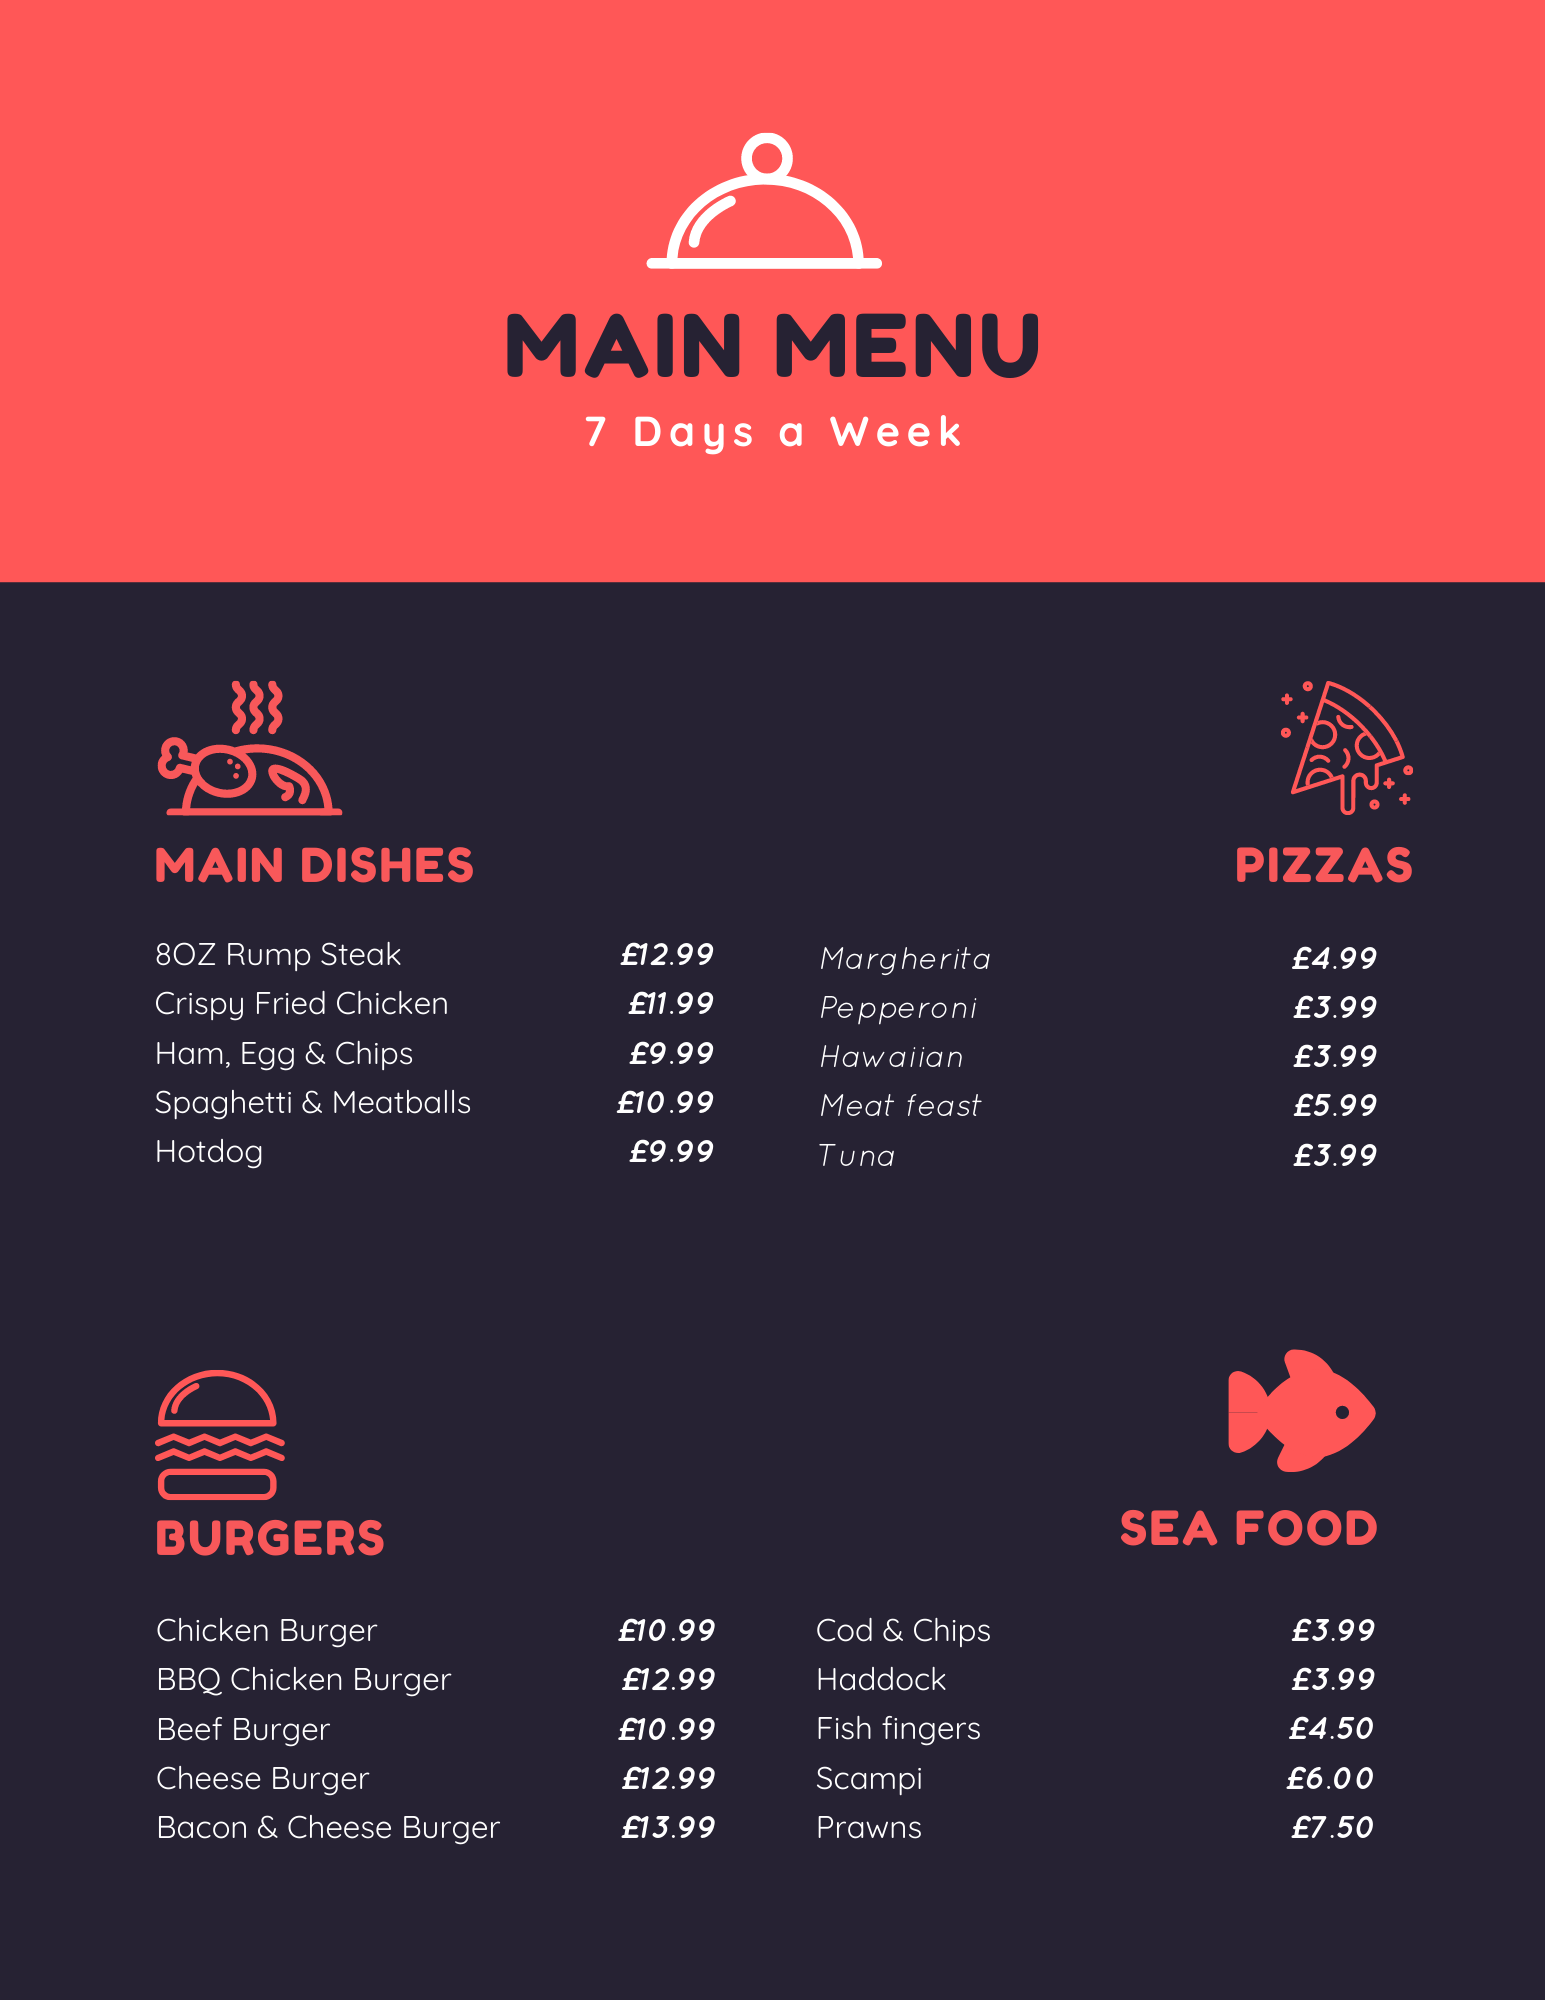 MAIN MENU
7 Days a Week
MAIN DISHES
8OZ Rump Steak £12.99
Crispy Fried Chicken £11.99
Ham, Egg & Chips £9.99
Spaghetti & Meatballs £10.99
Hotdog £9.99
PIZZAS
Margherita £4.99
Pepperoni £3.99
Hawaiian £3.99
Meat feast £5.99
Tuna £3.99
BURGERS
Chicken Burger £10.99
BBQ Chicken Burger £12.99
Beef Burger £10.99
Cheese Burger £12.99
Bacon & Cheese Burger £13.99
SEA FOOD
Cod & Chips £3.99
Haddock £3.99
Fish fingers £4.50
Scampi £6.00
Prawns £7.50